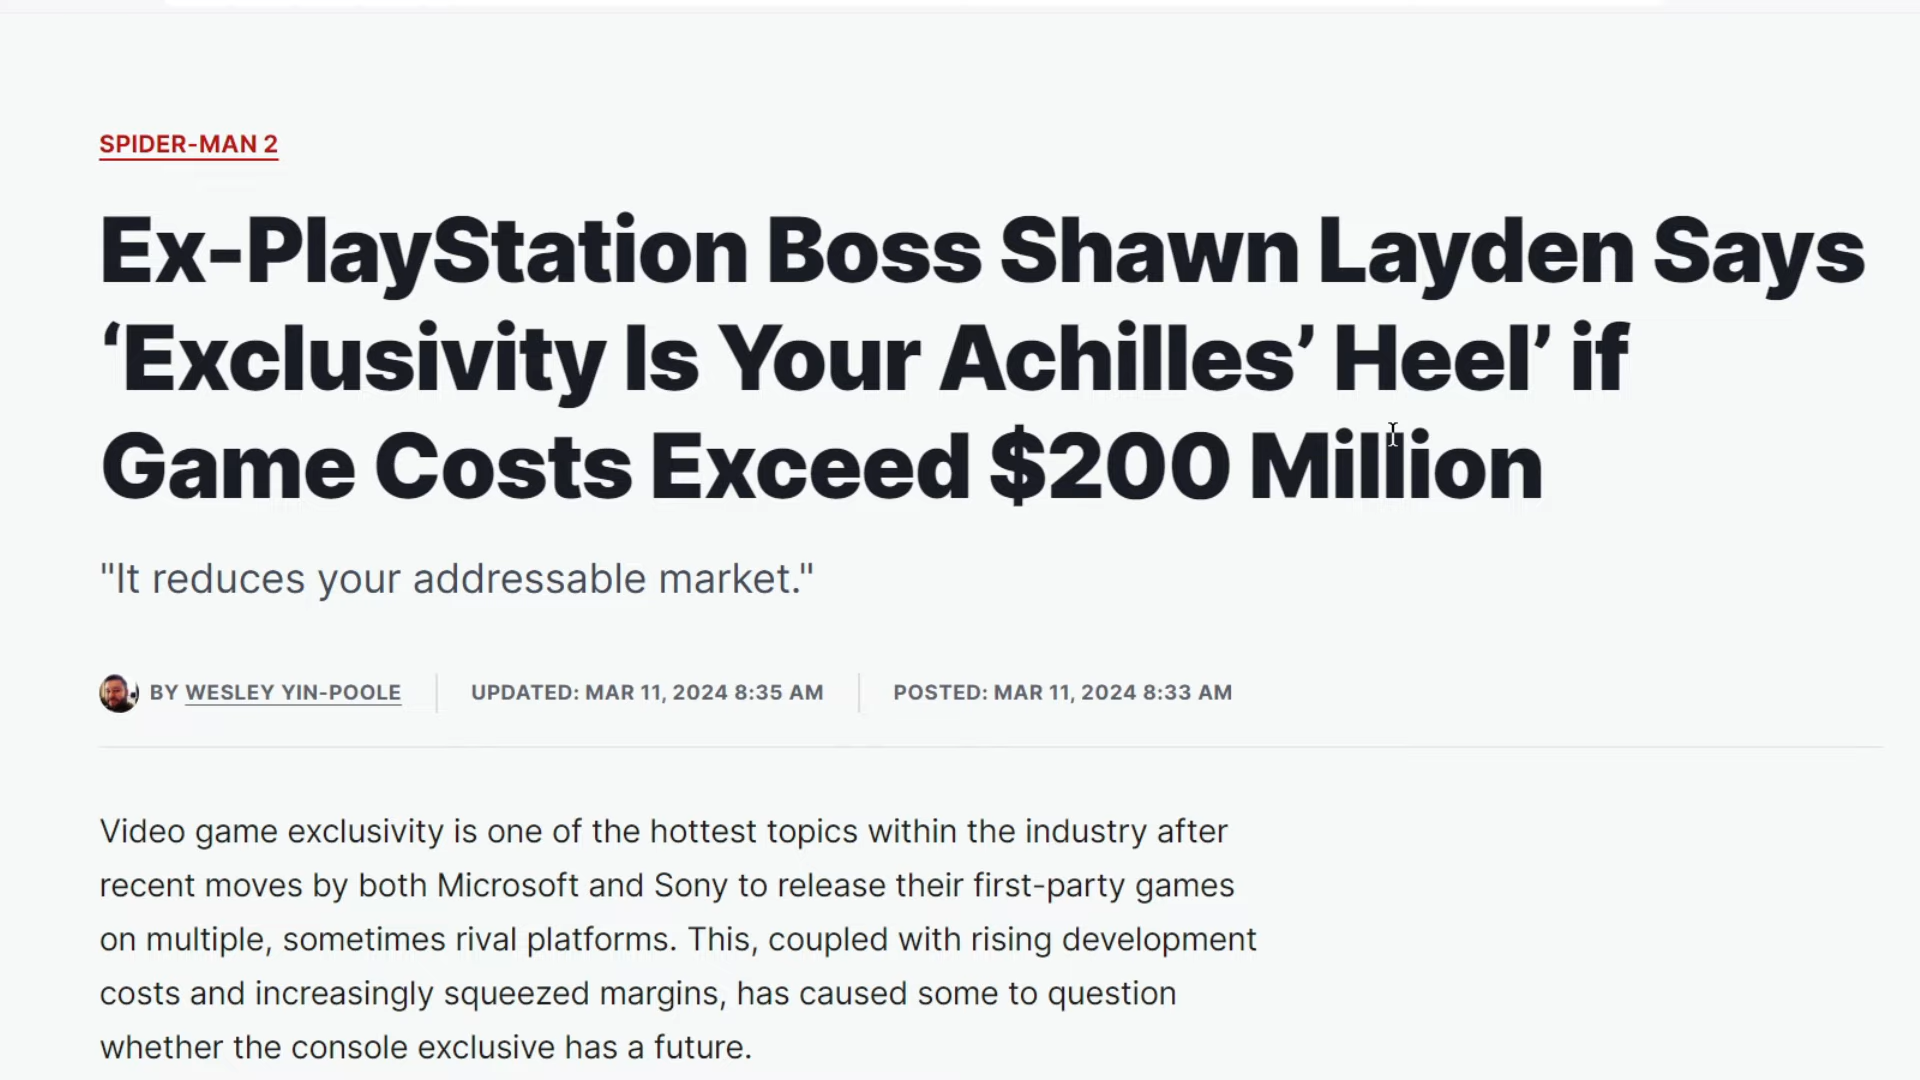 SPIDER-MAN 2
Ex-PlayStation Boss Shawn Layden Says
‘Exclusivity Is Your Achilles’ Heel’ if
Game Costs Exceed $200 Million
"It reduces your addressable market."
BY WESLEY YIN-POOLE UPDATED: MAR 11, 2024 8:35 AM POSTED: MAR 11, 2024 8:33 AM
Video game exclusivity is one of the hottest topics within the industry after
recent moves by both Microsoft and Sony to release their first-party games
on multiple, sometimes rival platforms. This, coupled with rising development
costs and increasingly squeezed margins, has caused some to question
whether the console exclusive has a future.